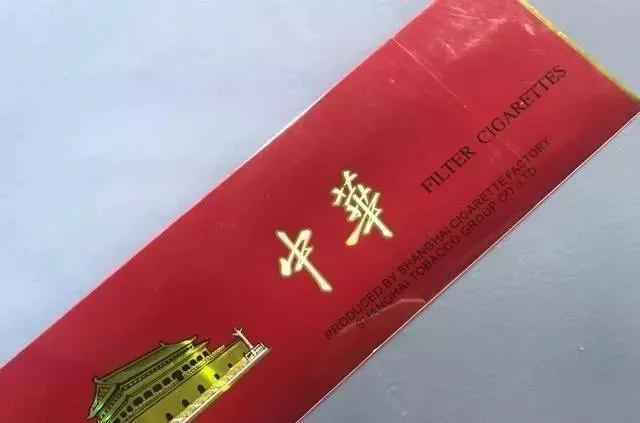 中華
FILTER CIGARETTES
PRODUCED BY SHANGHAI CIGARETTE FACTORY
SHANGHAI TOBACCO GROUP CO.,LTD